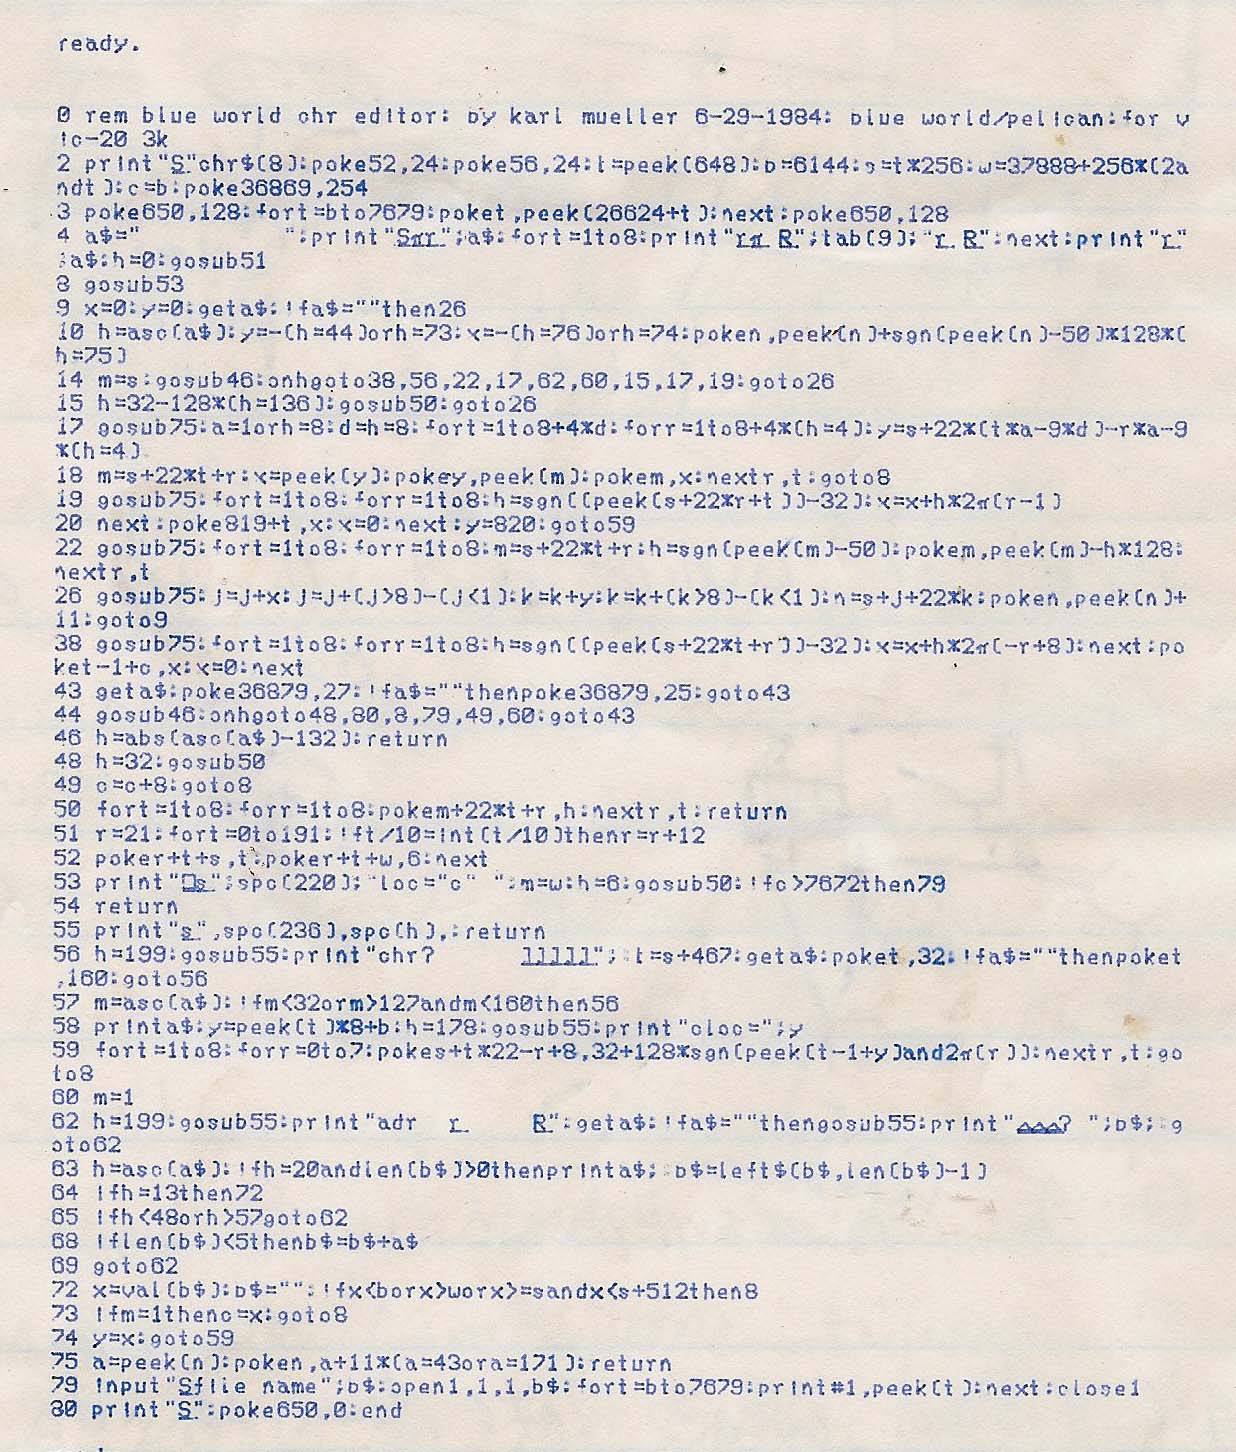 ready.
0 rem blue world chr editor: by karl mueller 6-29-1984: blue world/pelican:for v
ic-20 3k
2 print"S"chr$(8):poke52,24:poke56,24:t=peek(648):b=6144:s=t*256:w=37888+256*(2a
ndt):c=b:poke36869,254
3 poke650,128:fort=bto7679:poket,peek(26624+t):next:poke650,128
4 a$="          ":print"Sπr";a$:fort=1to8:print"rπ R";tab(9);"r R":next:print"r"
;a$:h=0:gosub51
8 gosub53
9 x=0:y=0:geta$:ifa$=""then26
10 h=asc(a$):y=-(h=44)orh=73:x=-(h=76)orh=74:poken,peek(n)+sgn(peek(n)-50)*128*(
h=75)
14 m=s:gosub46:onhgoto38,56,22,17,62,60,15,17,19:goto26
15 h=32-128*(h=136):gosub50:goto26
17 gosub75:a=1orh=8:d=h=8:fort=1to8+4*d:forr=1to8+4*(h=4):y=s+22*(t*a-9*d)-r*a-9
*(h=4)
18 m=s+22*t+r:x=peek(y):pokey,peek(m):pokem,x:nextr,t:goto8
19 gosub75:fort=1to8:forr=1to8:h=sgn((peek(s+22*r+t))-32):x=x+h*2π(r-1)
20 next:poke819+t,x:x=0:next:y=820:goto59
22 gosub75:fort=1to8:forr=1to8:m=s+22*t+r:h=sgn(peek(m)-50):pokem,peek(m)-h*128:
nextr,t
26 gosub75:j=j+x:j=j+(j>8)-(j<1):k=k+y:k=k+(k>8)-(k<1):n=s+j+22*k:poken,peek(n)+
11:goto9
38 gosub75:fort=1to8:forr=1to8:h=sgn((peek(s+22*t+r))-32):x=x+h*2π(-r+8):next:po
ket-1+c,x:x=0:next
43 geta$:poke36879,27:ifa$=""thenpoke36879,25:goto43
44 gosub46:onhgoto48,80,8,79,49,60:goto43
46 h=abs(asc(a$)-132):return
48 h=32:gosub50
49 c=c+8:goto8
50 fort=1to8:forr=1to8:pokem+22*t+r,h:nextr,t:return
51 r=21:fort=0to191:ift/10=int(t/10)thenr=r+12
52 poker+t+s,t:poker+t+w,6:next
53 print"□s";spc(220);"loc="c" ":m=w:h=6:gosub50:ifc>7672then79
54 return
55 print"s",spc(236),spc(h),:return
56 h=199:gosub55:print"chr?      ]]]]]";:t=s+467:geta$:poket,32:ifa$=""thenpoket
,160:goto56
57 m=asc(a$):ifm<32orm>127andm<160then56
58 printa$:y=peek(t)*8+b:h=178:gosub55:print"cloc=";y
59 fort=1to8:forr=0to7:pokes+t*22-r+8,32+128*sgn(peek(t-1+y)and2π(r)):nextr,t:go
to8
60 m=1
62 h=199:gosub55:print"adr  r     R":geta$:ifa$=""thengosub55:print"^^^? ";b$;:g
oto62
63 h=asc(a$):ifh=20andlen(b$)>0thenprinta$;:b$=left$(b$,len(b$)-1)
64 ifh=13then72
65 ifh<48orh>57goto62
68 iflen(b$)<5thenb$=b$+a$
69 goto62
72 x=val(b$):b$="":ifx<borx>worx>=sandx<s+512then8
73 ifm=1thenc=x:goto8
74 y=x:goto59
75 a=peek(n):poken,a+11*(a=43ora=171):return
79 input"Sfile name";b$:open1,1,1,b$:fort=bto7679:print#1,peek(t):next:close1
80 print"S":poke650,0:end